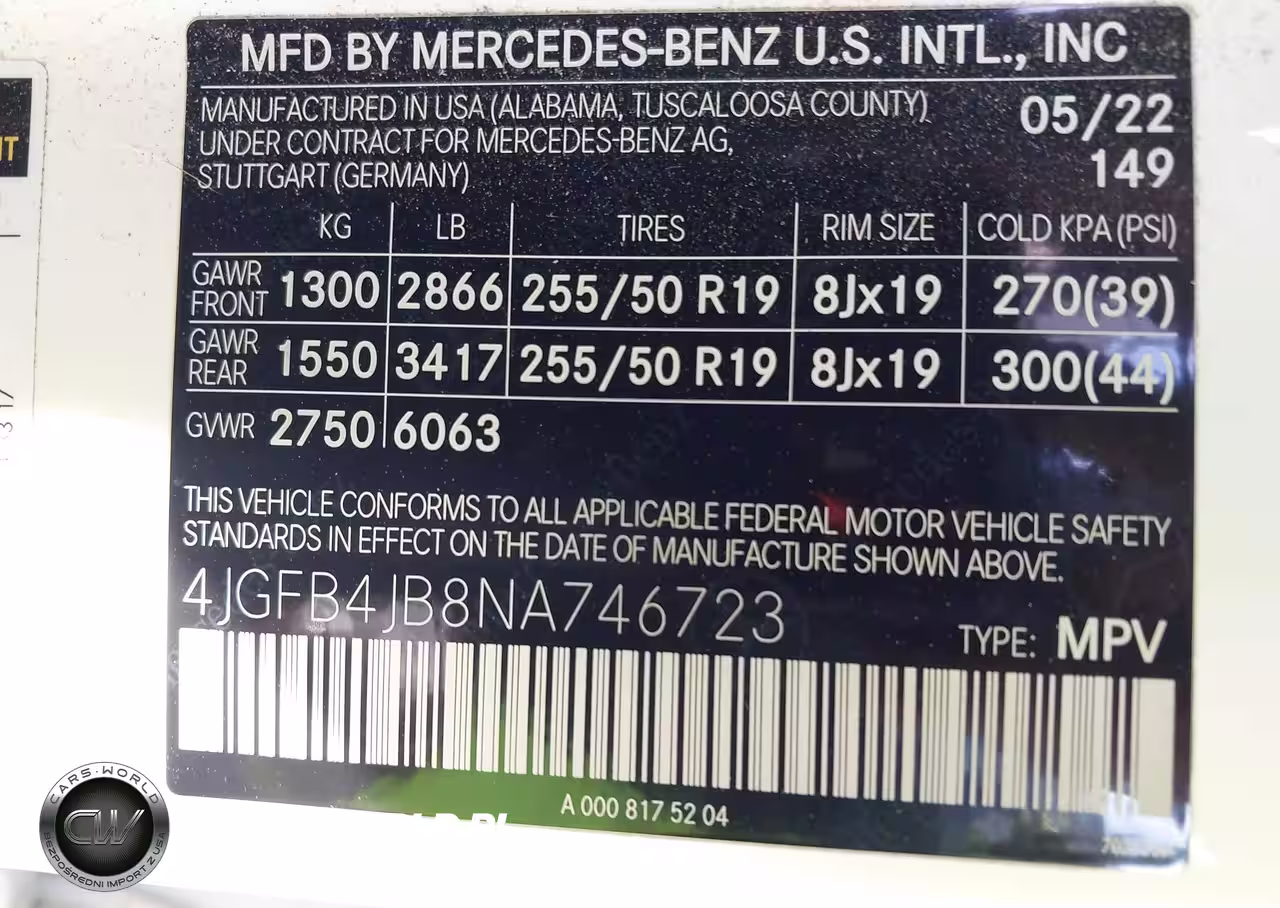 MFD BY MERCEDES-BENZ U.S. INTL., INC
MANUFACTURED IN USA (ALABAMA, TUSCALOOSA COUNTY) 05/22
UNDER CONTRACT FOR MERCEDES-BENZ AG, 149
STUTTGART (GERMANY)
KG LB TIRES RIM SIZE COLD KPA (PSI)
GAWR FRONT 1300 2866 255/50 R19 8Jx19 270(39)
GAWR REAR 1550 3417 255/50 R19 8Jx19 300(44)
GVWR 2750 6063
THIS VEHICLE CONFORMS TO ALL APPLICABLE FEDERAL MOTOR VEHICLE SAFETY
STANDARDS IN EFFECT ON THE DATE OF MANUFACTURE SHOWN ABOVE.
4JGFB4JB8NA746723
TYPE: MPV
A 000 817 52 04
CARS-WORLD
CW
BEZPOŚREDNI IMPORT Z USA